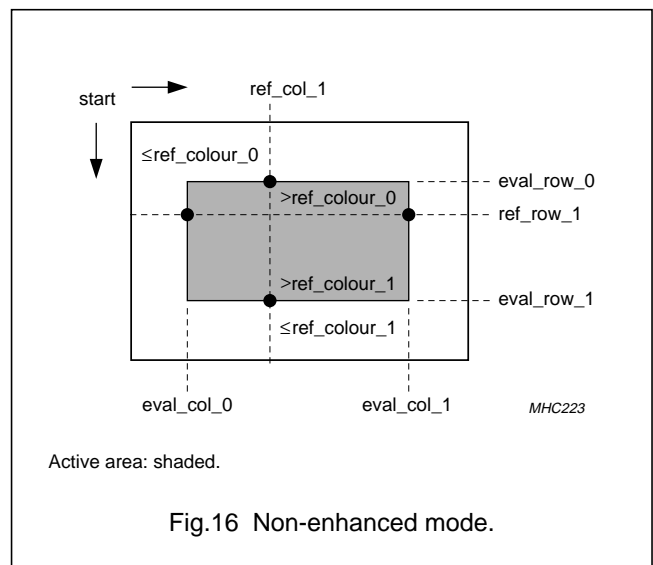 start
ref_col_1
≤ref_colour_0
eval_row_0
>ref_colour_0
ref_row_1
>ref_colour_1
eval_row_1
≤ref_colour_1
eval_col_0
eval_col_1
MHC223
Active area: shaded.
Fig.16 Non-enhanced mode.